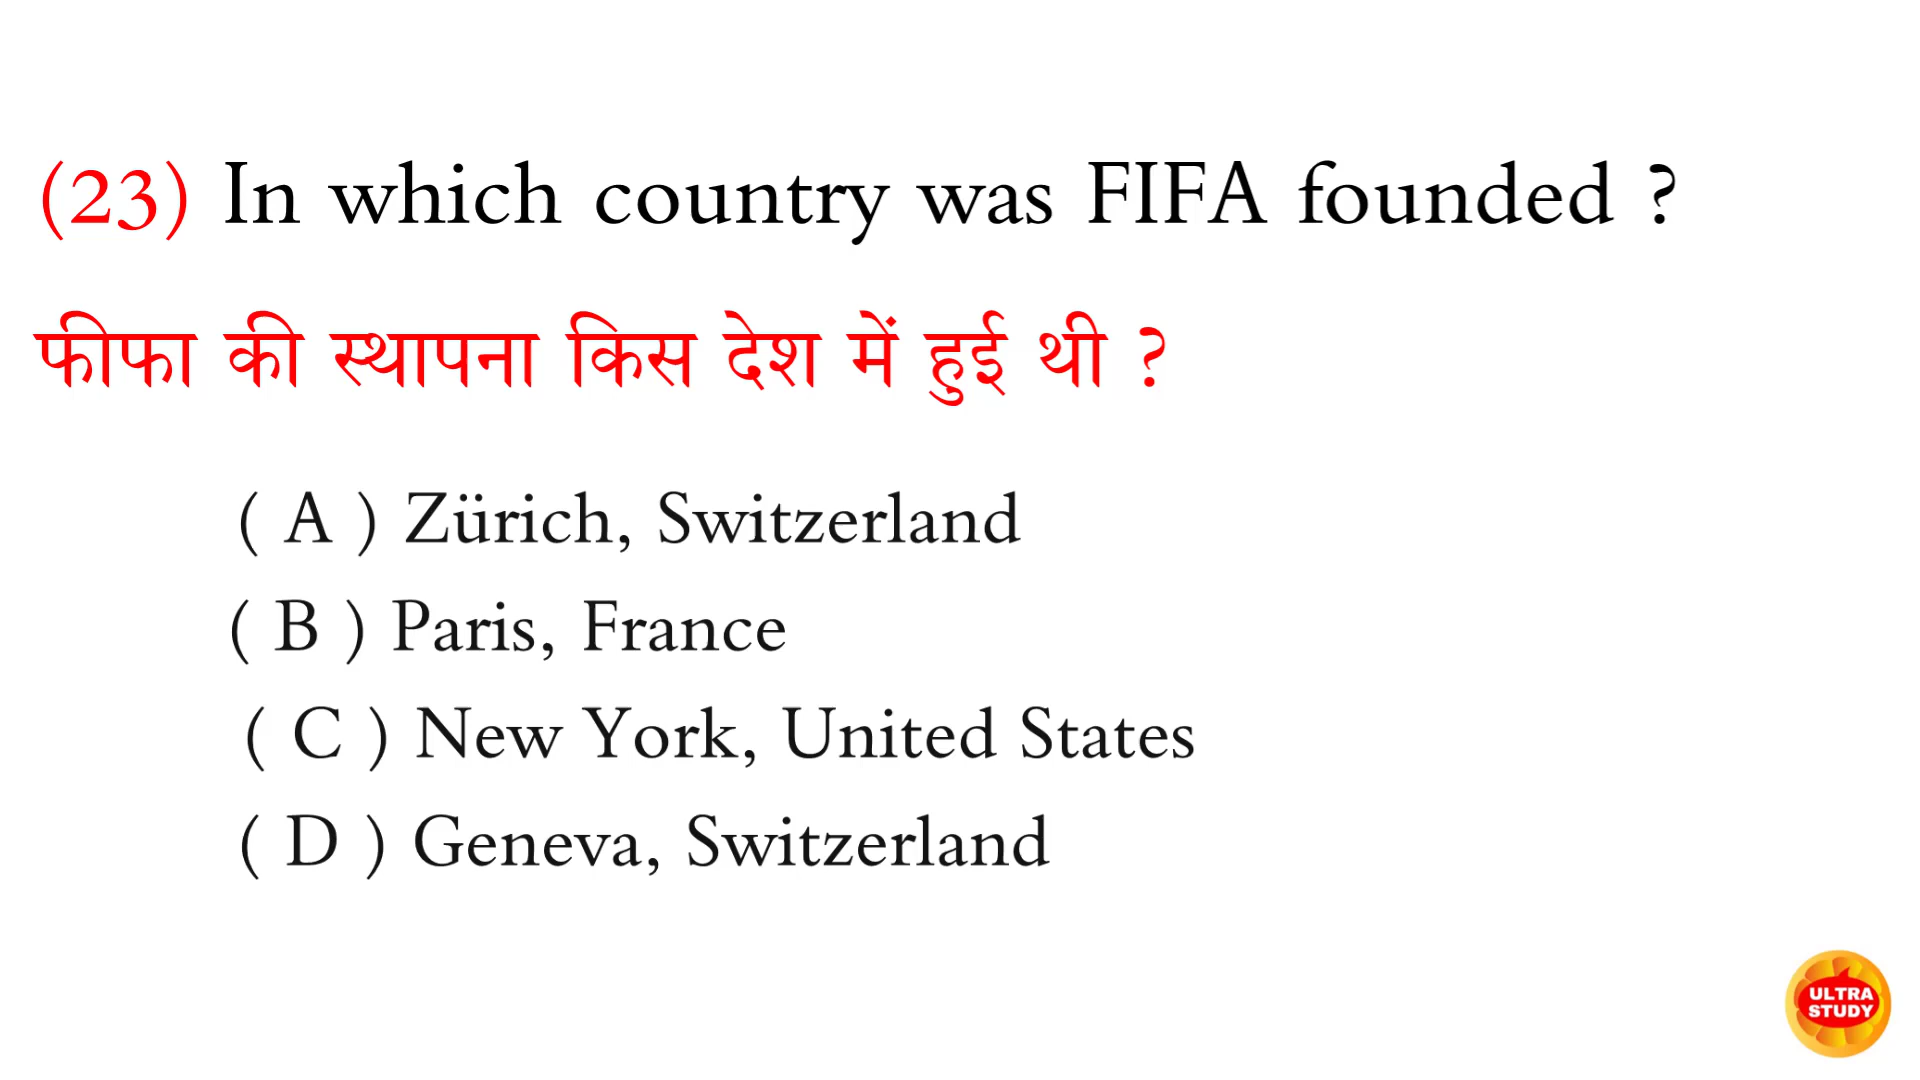 (23) In which country was FIFA founded ?
फीफा की स्थापना किस देश में हुई थी ?
( A ) Zürich, Switzerland
( B ) Paris, France
( C ) New York, United States
( D ) Geneva, Switzerland
ULTRA
STUDY